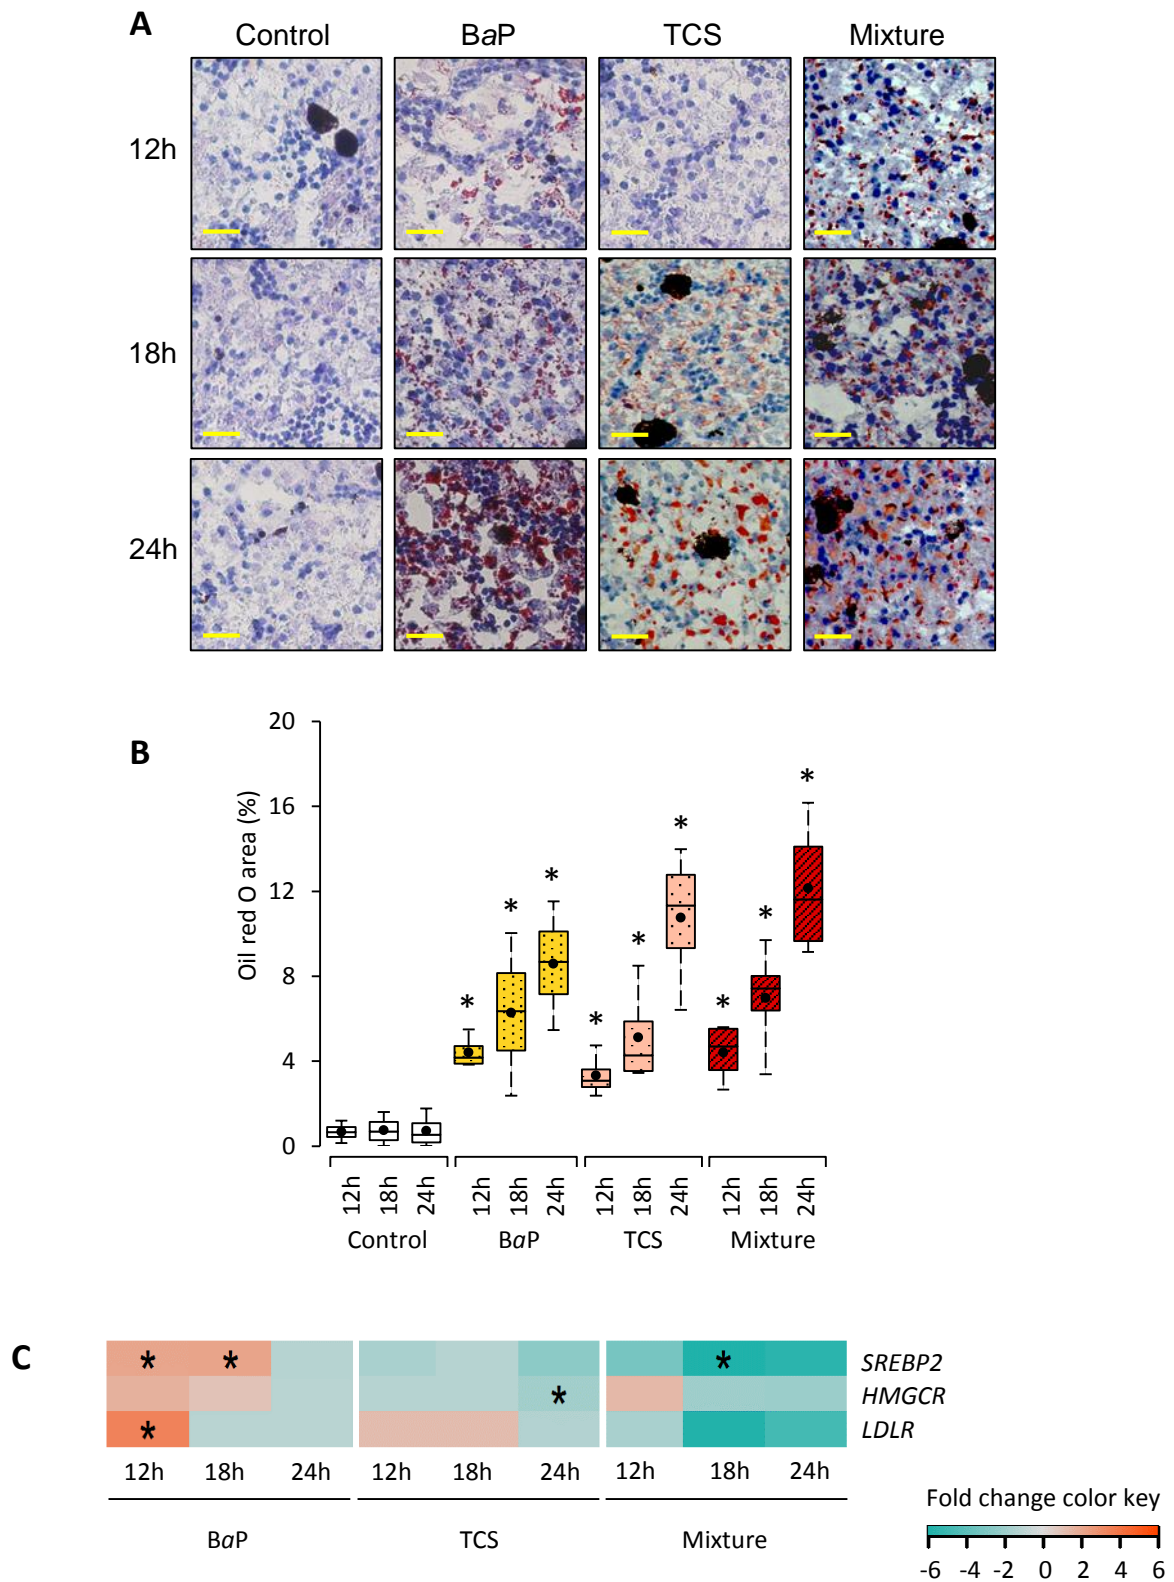 A
Control BaP TCS Mixture
12h
18h
24h
B
Oil red O area (%)
20
16
12
8
4
0
* * * * * * * * *
12h 18h 24h 12h 18h 24h 12h 18h 24h 12h 18h 24h
Control BaP TCS Mixture
C
* * * SREBP2
* HMGCR
* LDLR
12h 18h 24h 12h 18h 24h 12h 18h 24h
BaP TCS Mixture
Fold change color key
-6 -4 -2 0 2 4 6